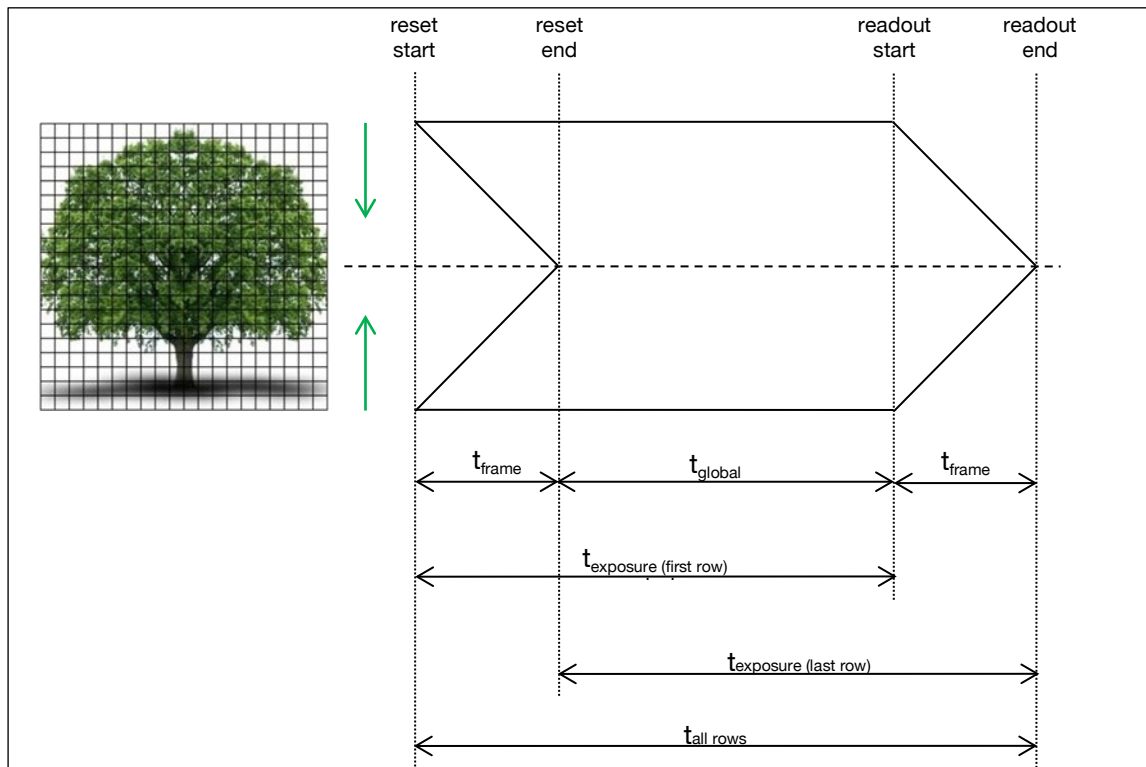 reset start
reset end
readout start
readout end
tframe
tglobal
tframe
texposure (first row)
texposure (last row)
tall rows